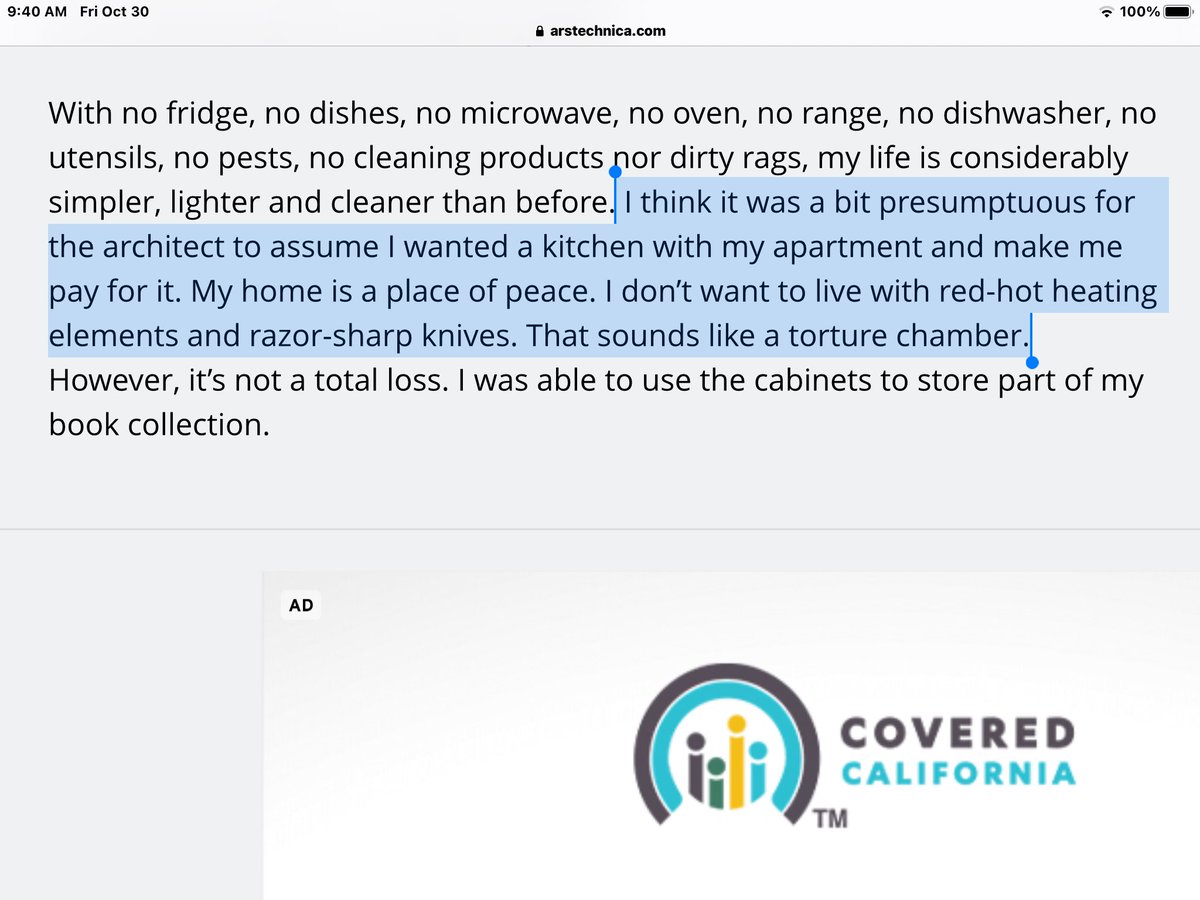 9:40 AM Fri Oct 30
100%
arstechnica.com
With no fridge, no dishes, no microwave, no oven, no range, no dishwasher, no
utensils, no pests, no cleaning products nor dirty rags, my life is considerably
simpler, lighter and cleaner than before. I think it was a bit presumptuous for
the architect to assume I wanted a kitchen with my apartment and make me
pay for it. My home is a place of peace. I don’t want to live with red-hot heating
elements and razor-sharp knives. That sounds like a torture chamber.
However, it’s not a total loss. I was able to use the cabinets to store part of my
book collection.
AD
COVERED
CALIFORNIA
TM